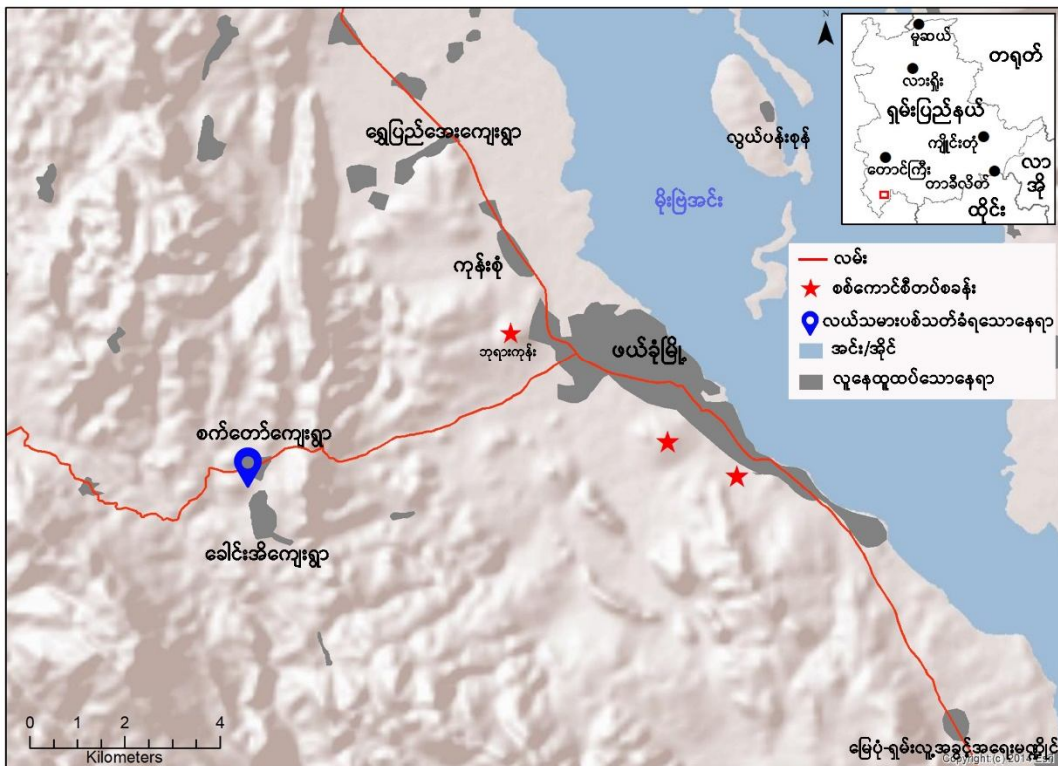 N
မူဆယ်
တရုတ်
လားရှိုး
ရှမ်းပြည်နယ်
ကျိုင်းတုံ
တောင်ကြီး
တာခီလိတ်
လာ
အို
ထိုင်း
ရွှေပြည်အေးကျေးရွာ
လွယ်ပန်းစုန်
မိုးဗြဲအင်း
ကုန်းစုံ
ဘုရားကုန်း
ဖယ်ခုံမြို့
လမ်း
စစ်ကောင်စီတပ်စခန်း
လယ်သမားပစ်သတ်ခံရသောနေရာ
အင်း/အိုင်
လူနေထူထပ်သောနေရာ
စက်တော်ကျေးရွာ
ခေါင်းအိကျေးရွာ
0 1 2 4
Kilometers
မြေပုံ-ရှမ်းလူ့အခွင့်အရေးမဏ္ဍိုင်
Copyright:(c) 2014 Esri